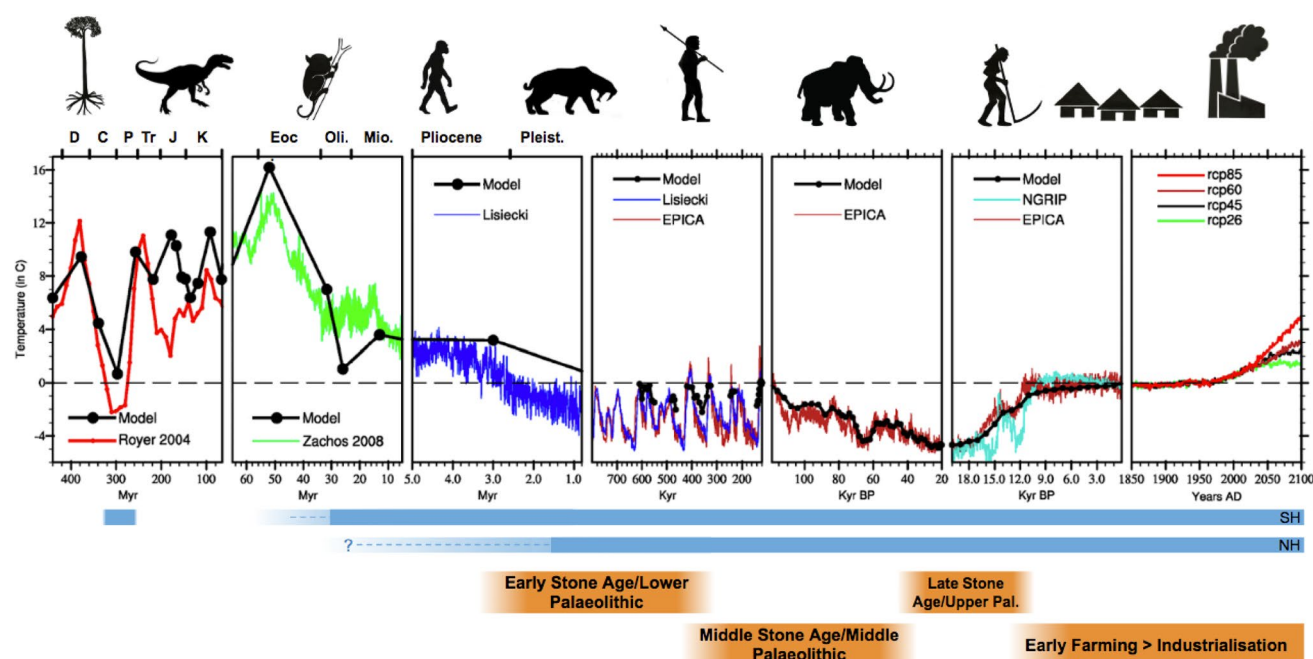 D C P Tr J K
Eoc Oli. Mio.
Pliocene Pleist.
Temperature (in C)
16
12
8
4
0
-4
Model
Royer 2004
400 300 200 100
Myr
Model
Zachos 2008
60 50 40 30 20 10
Myr
Model
Lisiecki
5.0 4.0 3.0 2.0 1.0
Myr
Model
Lisiecki
EPICA
700 600 500 400 300 200
Kyr
Model
EPICA
100 80 60 40 20
Kyr BP
Model
NGRIP
EPICA
18.0 15.0 12.0 9.0 6.0 3.0
Kyr BP
rcp85
rcp60
rcp45
rcp26
1850 1900 1950 2000 2050 2100
Years AD
SH
? NH
Early Stone Age/Lower
Palaeolithic
Late Stone
Age/Upper Pal.
Middle Stone Age/Middle
Palaeolithic
Early Farming > Industrialisation